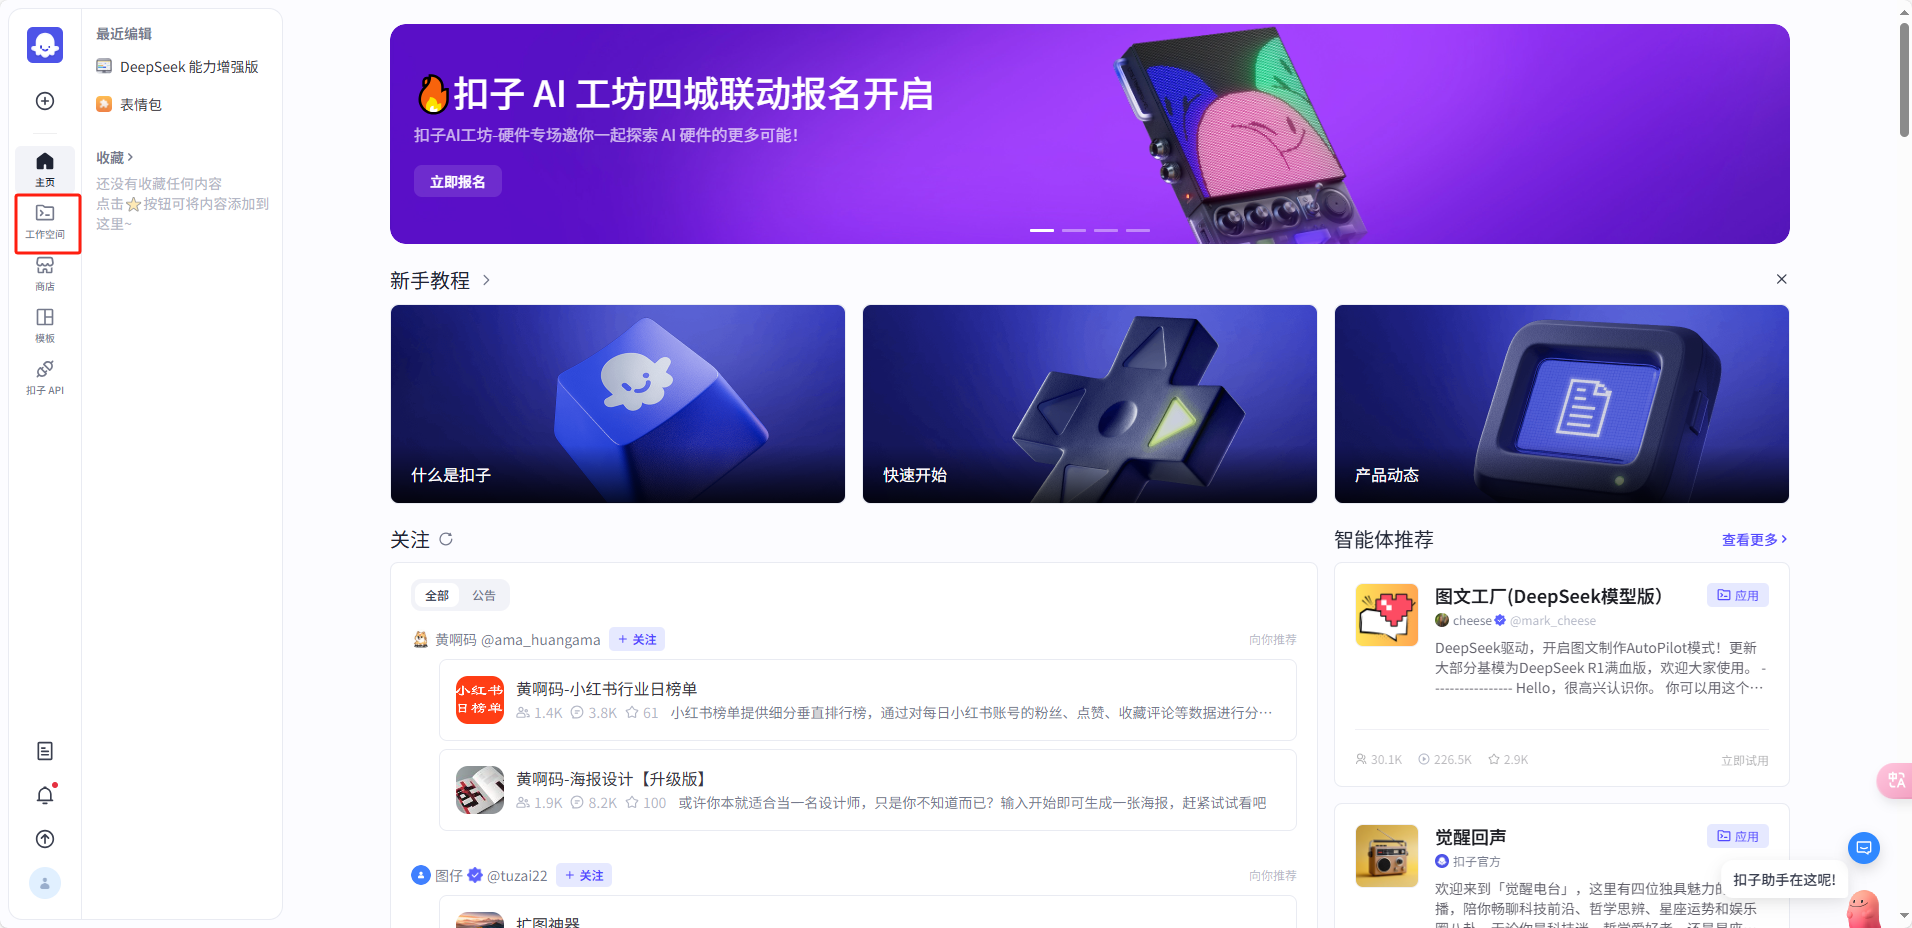 最近编辑
DeepSeek 能力增强版
表情包
收藏
还没有收藏任何内容
点击⭐按钮可将内容添加到
这里~
主页
工作空间
商店
模板
扣子 API
🔥扣子 AI 工坊四城联动报名开启
扣子AI工坊-硬件专场邀你一起探索 AI 硬件的更多可能！
立即报名
新手教程
什么是扣子
快速开始
产品动态
关注
全部 公告
黄啊码 @ama_huangama + 关注 向你推荐
小红书
日榜单
黄啊码-小红书行业日榜单
1.4K 3.8K 61 小红书榜单提供细分垂直排行榜，通过对每日小红书账号的粉丝、点赞、收藏评论等数据进行分…
黄啊码-海报设计【升级版】
1.9K 8.2K 100 或许你本就适合当一名设计师，只是你不知道而已？输入开始即可生成一张海报，赶紧试试看吧
图仔 @tuzai22 + 关注 向你推荐
扩图神器
智能体推荐 查看更多
图文工厂(DeepSeek模型版） 应用
cheese @mark_cheese
DeepSeek驱动，开启图文制作AutoPilot模式！更新
大部分基模为DeepSeek R1满血版，欢迎大家使用。 -
---------------- Hello，很高兴认识你。 你可以用这个…
30.1K 226.5K 2.9K 立即试用
觉醒回声 应用
扣子官方
欢迎来到「觉醒电台」，这里有四位独具魅力的
播，陪你畅聊科技前沿、哲学思辨、星座运势和娱乐
扣子助手在这呢!
中A